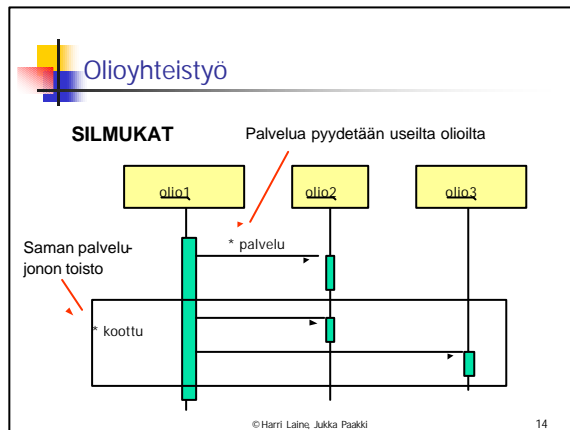 Olioyhteistyö
SILMUKAT
Palvelua pyydetään useilta olioilta
olio1
olio2
olio3
* palvelu
Saman palvelu-
jonon toisto
* koottu
© Harri Laine, Jukka Paakki
14